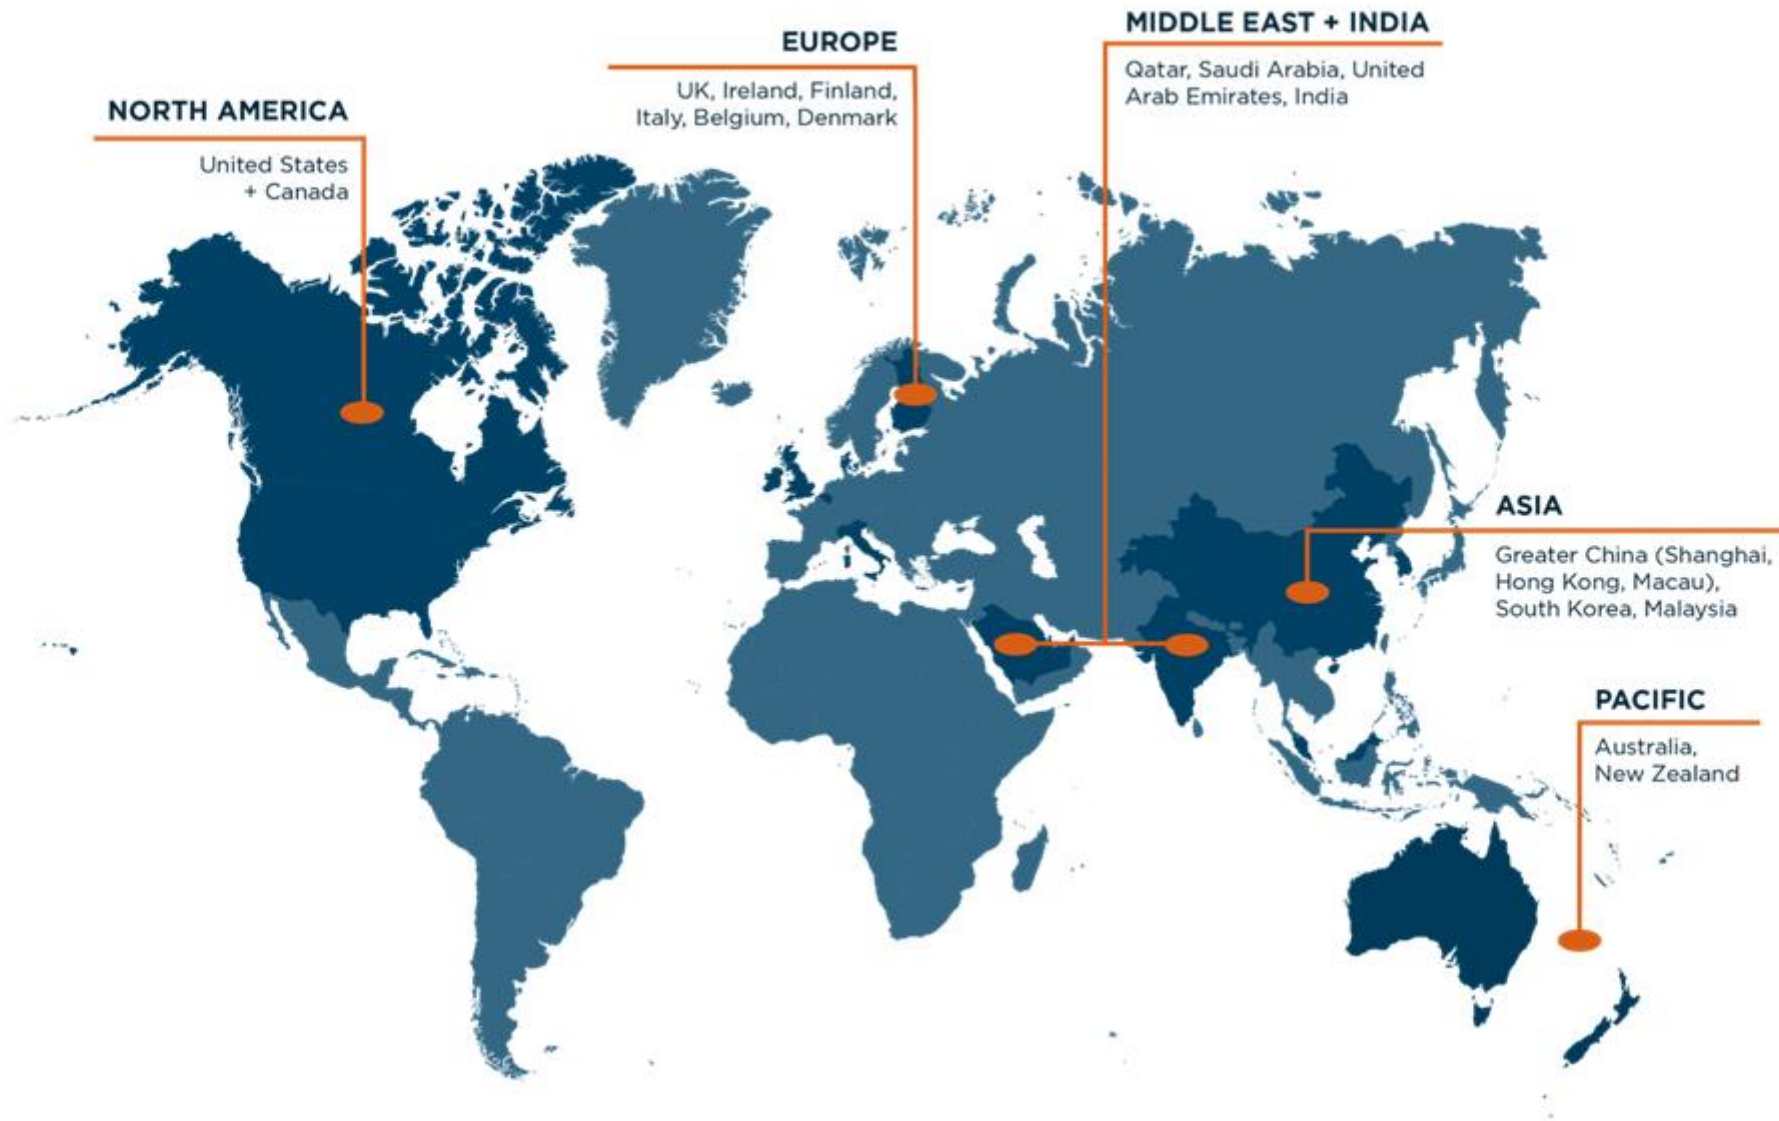 NORTH AMERICA
United States
+ Canada
EUROPE
UK, Ireland, Finland,
Italy, Belgium, Denmark
MIDDLE EAST + INDIA
Qatar, Saudi Arabia, United
Arab Emirates, India
ASIA
Greater China (Shanghai,
Hong Kong, Macau),
South Korea, Malaysia
PACIFIC
Australia,
New Zealand